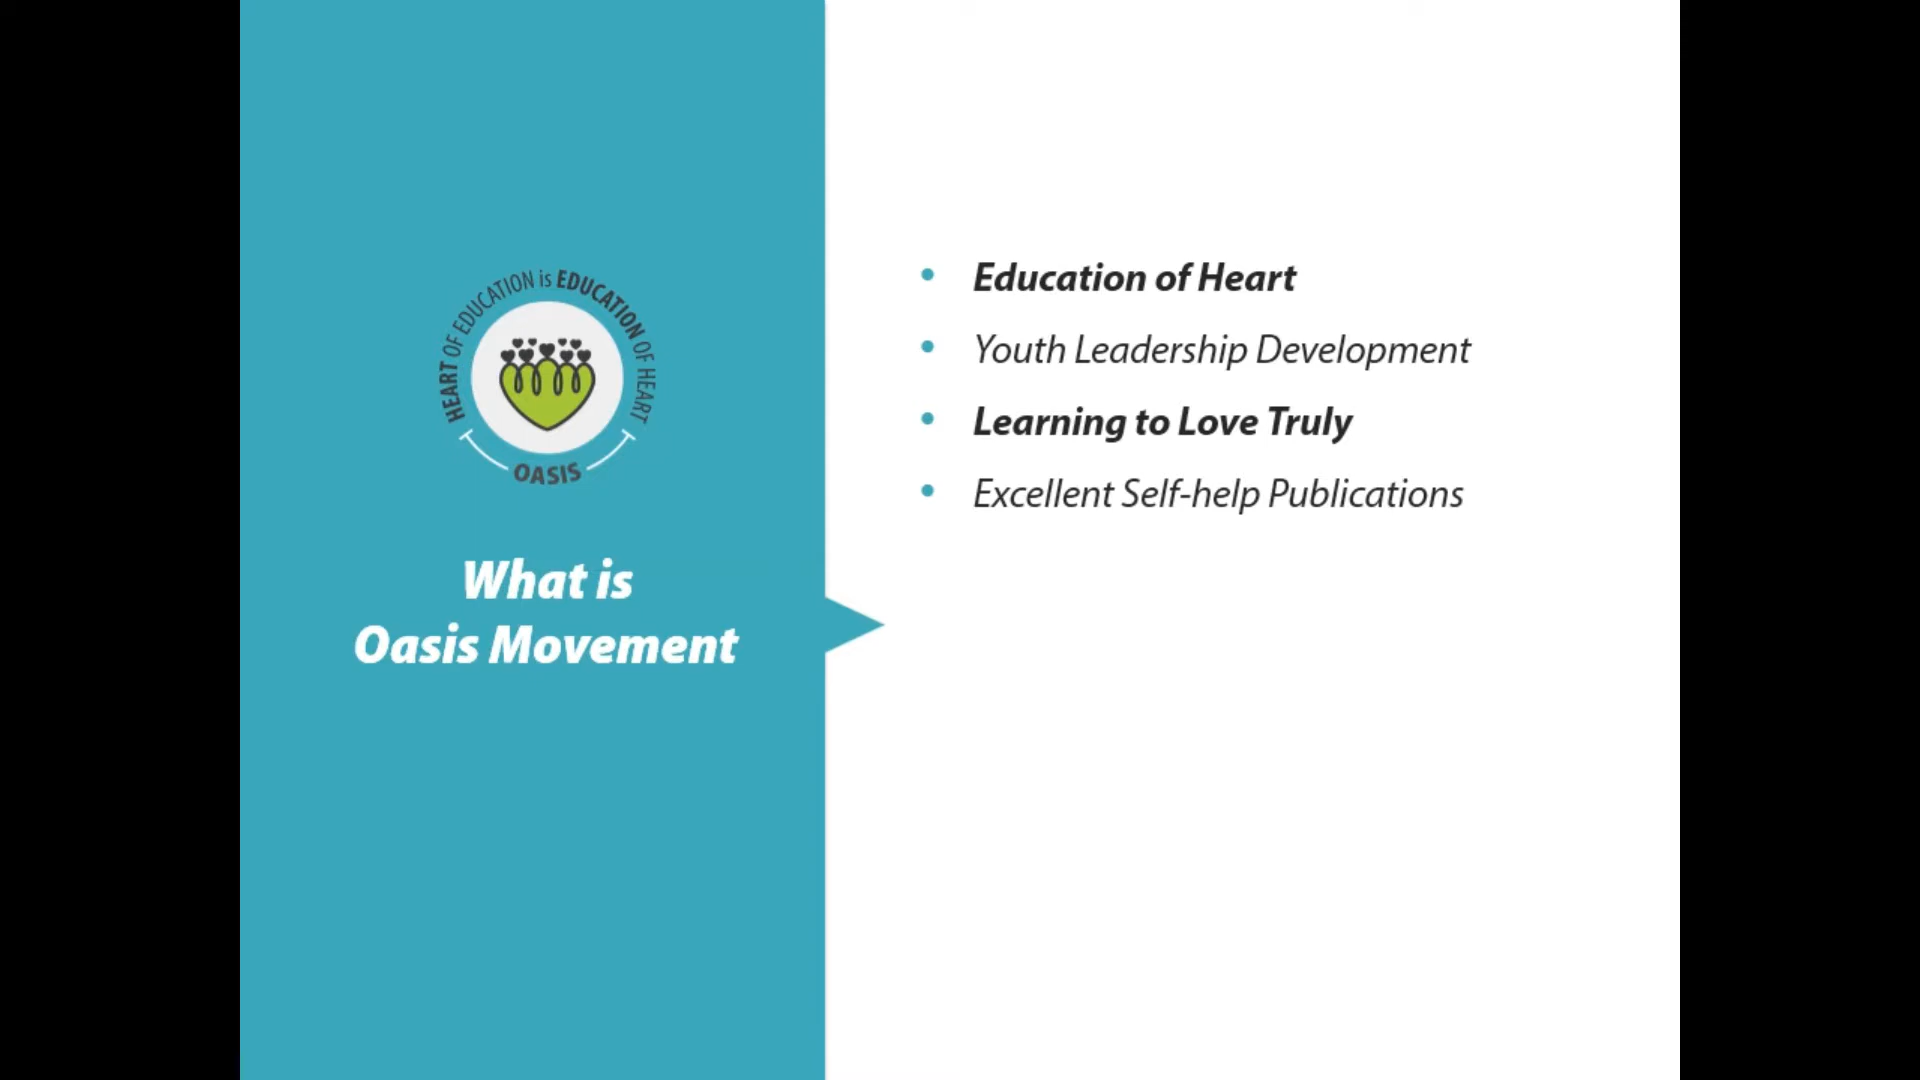 HEART OF EDUCATION is EDUCATION OF HEART
OASIS
What is
Oasis Movement
Education of Heart
Youth Leadership Development
Learning to Love Truly
Excellent Self-help Publications